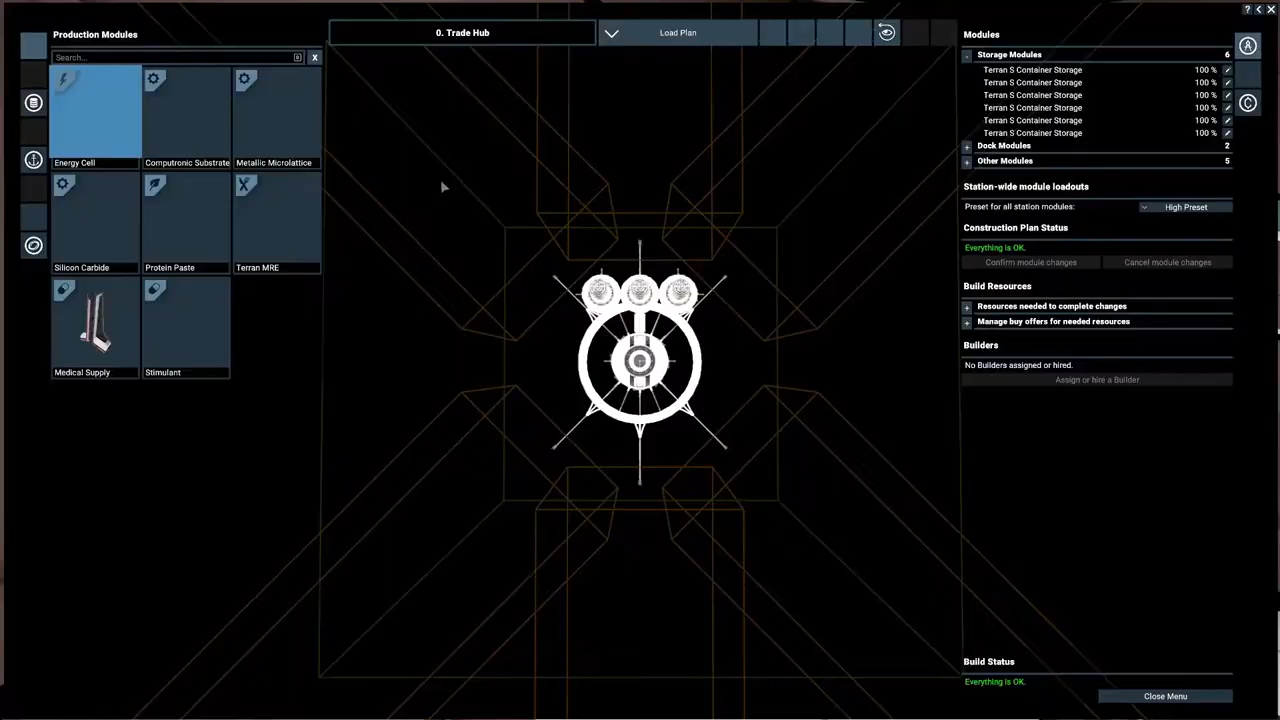 Production Modules
Search...
X
Energy Cell
Computronic Substrate
Metallic Microlattice
Silicon Carbide
Protein Paste
Terran MRE
Medical Supply
Stimulant
0. Trade Hub
Load Plan
? < X
Modules
- Storage Modules 6
Terran S Container Storage 100 %
Terran S Container Storage 100 %
Terran S Container Storage 100 %
Terran S Container Storage 100 %
Terran S Container Storage 100 %
Terran S Container Storage 100 %
+ Dock Modules 2
+ Other Modules 5
Station-wide module loadouts
Preset for all station modules: High Preset
Construction Plan Status
Everything is OK.
Confirm module changes Cancel module changes
Build Resources
+ Resources needed to complete changes
+ Manage buy offers for needed resources
Builders
No Builders assigned or hired.
Assign or hire a Builder
Build Status
Everything is OK.
Close Menu